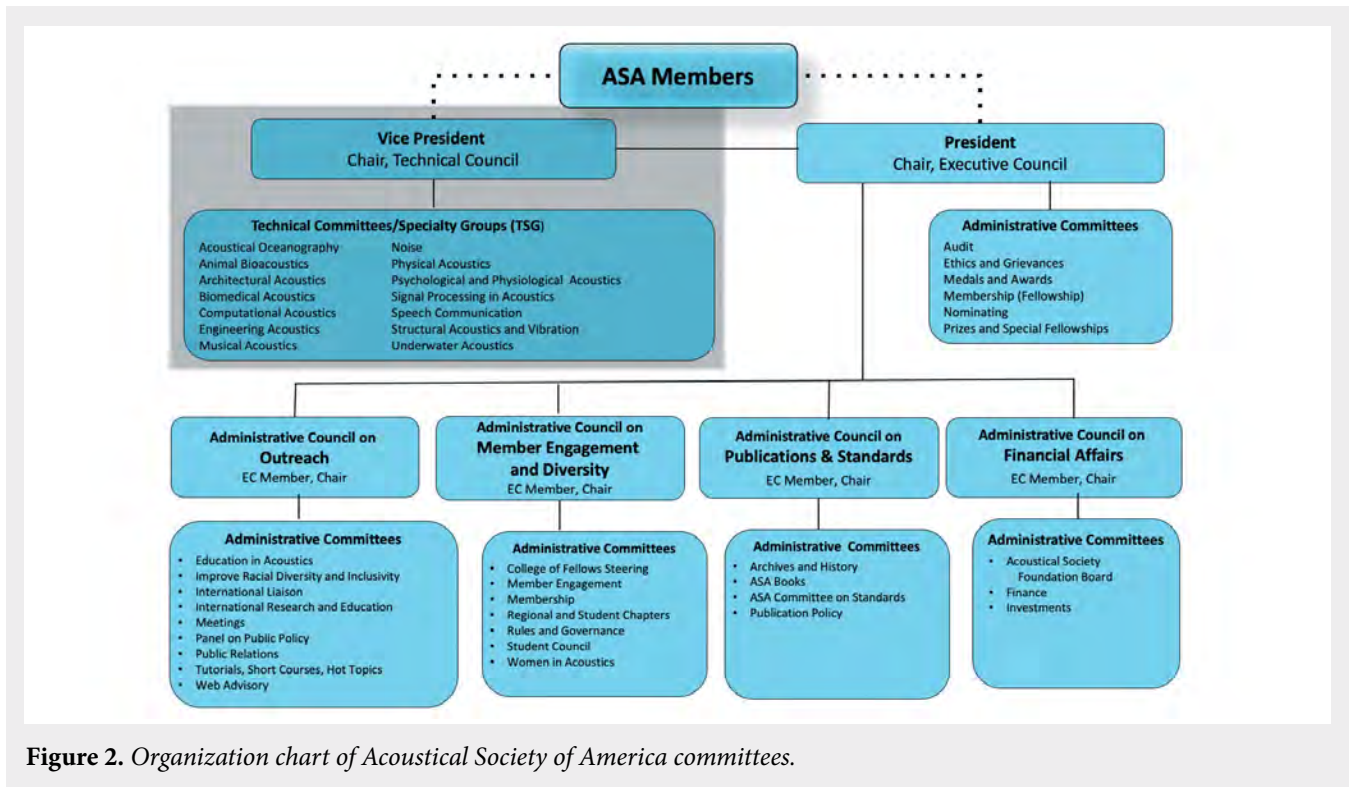 ASA Members
Vice President
Chair, Technical Council
President
Chair, Executive Council
Technical Committees/Specialty Groups (TSG)
Acoustical Oceanography
Animal Bioacoustics
Architectural Acoustics
Biomedical Acoustics
Computational Acoustics
Engineering Acoustics
Musical Acoustics
Noise
Physical Acoustics
Psychological and Physiological Acoustics
Signal Processing in Acoustics
Speech Communication
Structural Acoustics and Vibration
Underwater Acoustics
Administrative Committees
Audit
Ethics and Grievances
Medals and Awards
Membership (Fellowship)
Nominating
Prizes and Special Fellowships
Administrative Council on
Outreach
EC Member, Chair
Administrative Council on
Member Engagement
and Diversity
EC Member, Chair
Administrative Council on
Publications & Standards
EC Member, Chair
Administrative Council on
Financial Affairs
EC Member, Chair
Administrative Committees
• Education in Acoustics
• Improve Racial Diversity and Inclusivity
• International Liaison
• International Research and Education
• Meetings
• Panel on Public Policy
• Public Relations
• Tutorials, Short Courses, Hot Topics
• Web Advisory
Administrative Committees
• College of Fellows Steering
• Member Engagement
• Membership
• Regional and Student Chapters
• Rules and Governance
• Student Council
• Women in Acoustics
Administrative Committees
• Archives and History
• ASA Books
• ASA Committee on Standards
• Publication Policy
Administrative Committees
• Acoustical Society
Foundation Board
• Finance
• Investments
Figure 2. Organization chart of Acoustical Society of America committees.